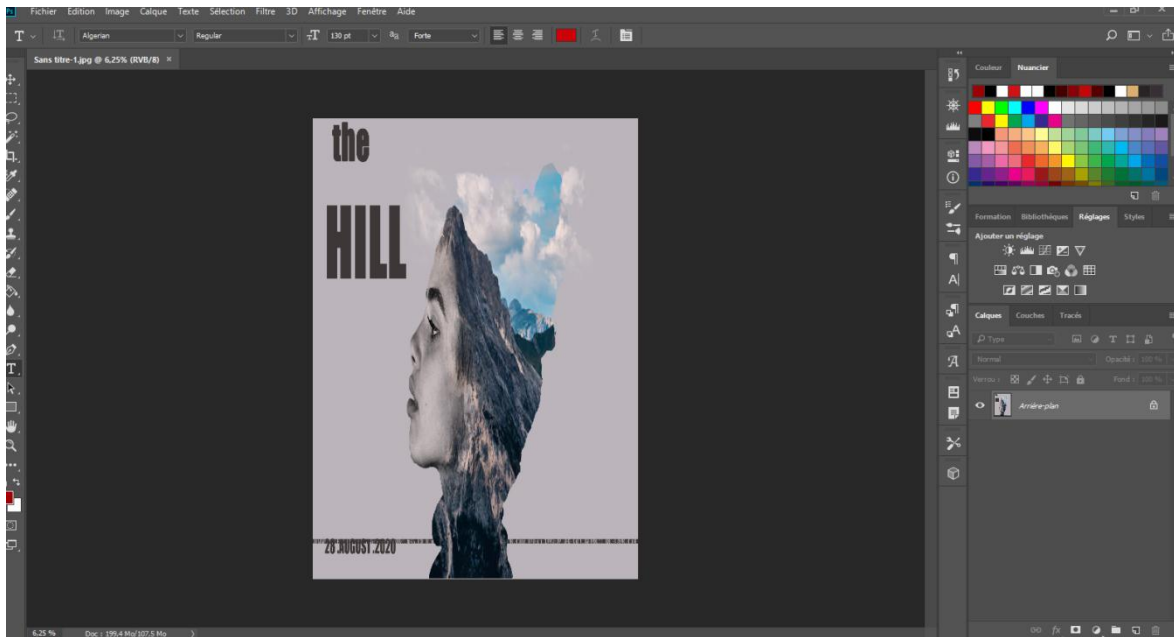 Fichier Edition Image Calque Texte Sélection Filtre 3D Affichage Fenêtre Aide
Algerian Regular 130 pt Forte
Sans titre-1.jpg @ 6,25% (RVB/8) ×
Couleur Nuancier
the
HILL
28.AUGUST.2020
Formation Bibliothèques Réglages Styles
Ajouter un réglage
Calques Couches Tracés
Type
Normal Opacité : 100 %
Verrou : Fond : 100 %
Arrière-plan
6,25 % Doc : 199,4 Mo/107,5 Mo